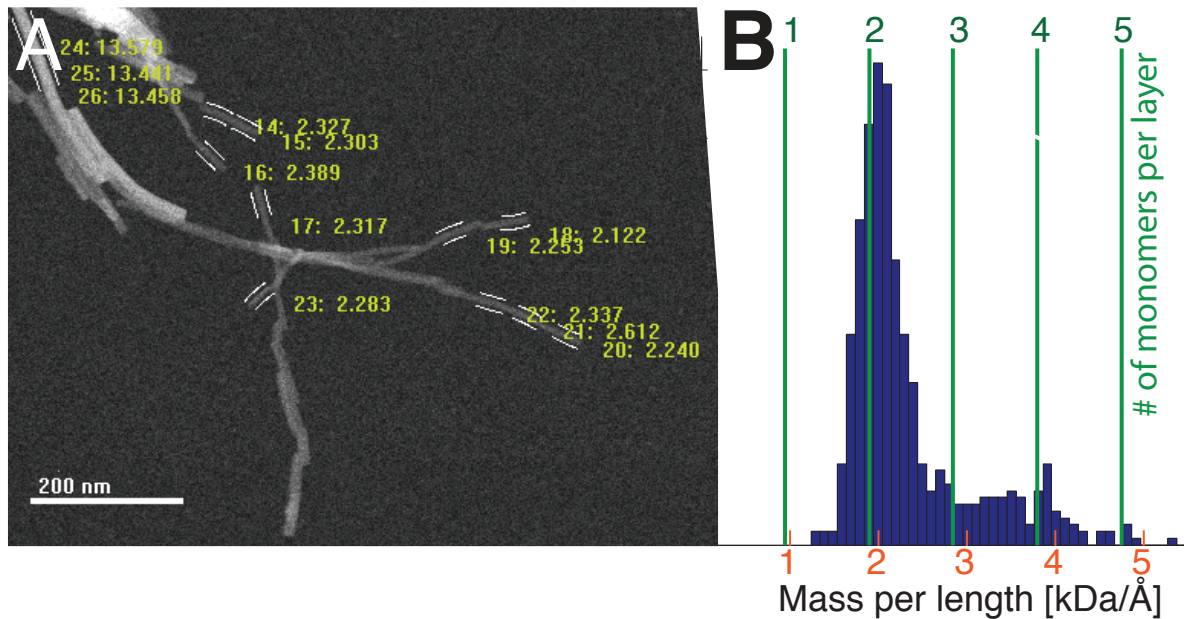 A
24: 13.579
25: 13.441
26: 13.458
14: 2.327
15: 2.303
16: 2.389
17: 2.317
18: 2.122
19: 2.253
23: 2.283
22: 2.337
21: 2.612
20: 2.240
200 nm
B
1 2 3 4 5
# of monomers per layer
1 2 3 4 5
Mass per length [kDa/Å]